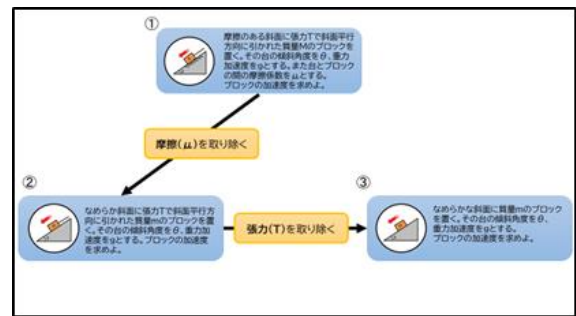 ①
摩擦のある斜面に張力Tで斜面平行
方向に引かれた質量Mのブロックを
置く。その台の傾斜角度をθ、重力
加速度をgとする。また台とブロック
の間の摩擦係数をμとする。
ブロックの加速度を求めよ。
摩擦(μ)を取り除く
②
なめらか斜面に張力Tで斜面平行方
向に引かれた質量mのブロックを置
く。その台の傾斜角度をθ、重力加
速度をgとする。ブロックの加速度
を求めよ。
張力(T)を取り除く
③
なめらかな斜面に質量mのブロック
を置く。その台の傾斜角度をθ、
重力加速度をgとする。
ブロックの加速度を求めよ。